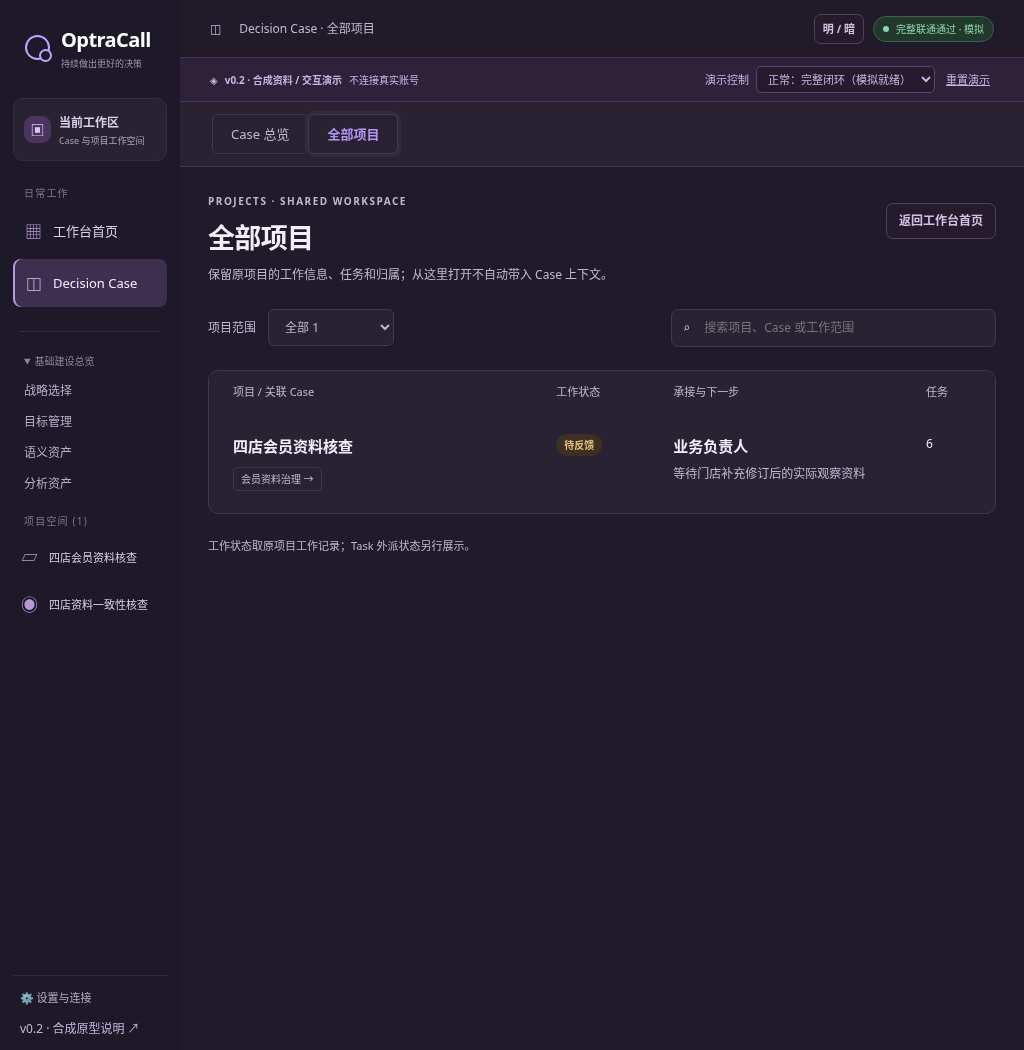 OptraCall
持续做出更好的决策
当前工作区
Case 与项目工作空间
日常工作
工作台首页
Decision Case
▼ 基础建设总览
战略选择
目标管理
语义资产
分析资产
项目空间 (1)
四店会员资料核查
四店资料一致性核查
⚙️ 设置与连接
v0.2 · 合成原型说明 ↗
Decision Case · 全部项目
明 / 暗
完整联通通过 · 模拟
◈ v0.2 · 合成资料 / 交互演示 不连接真实账号
演示控制
正常：完整闭环（模拟就绪）
重置演示
Case 总览
全部项目
PROJECTS · SHARED WORKSPACE
全部项目
保留原项目的工作信息、任务和归属；从这里打开不自动带入 Case 上下文。
返回工作台首页
项目范围
全部 1
搜索项目、Case 或工作范围
项目 / 关联 Case
工作状态
承接与下一步
任务
四店会员资料核查
会员资料治理 →
待反馈
业务负责人
等待门店补充修订后的实际观察资料
6
工作状态取原项目工作记录；Task 外派状态另行展示。